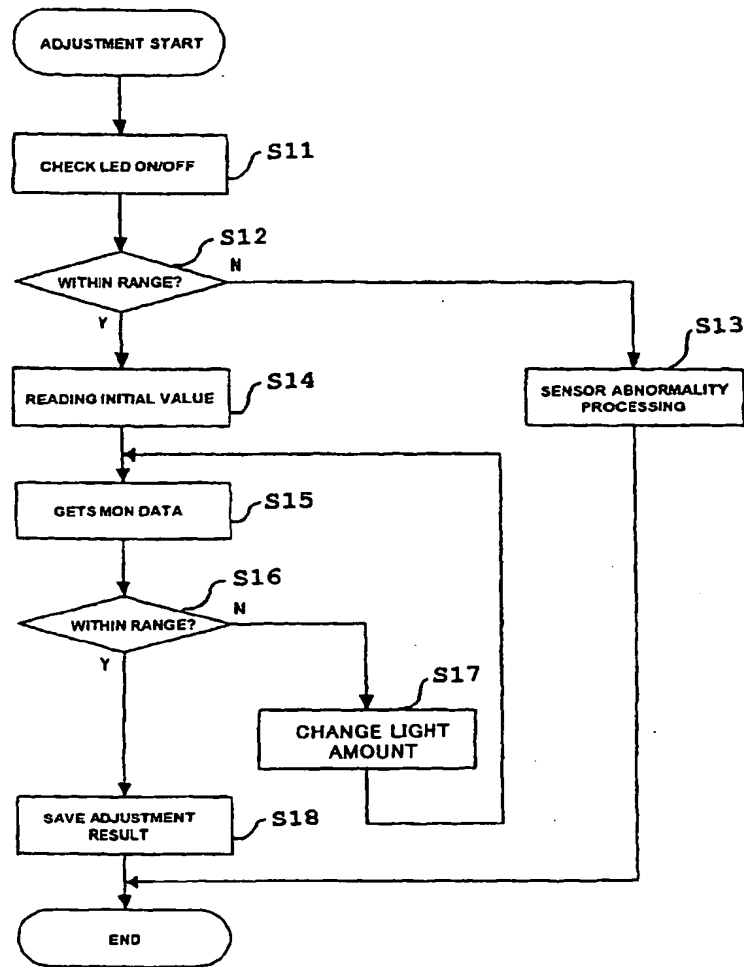 ADJUSTMENT START
CHECK LED ON/OFF
S11
S12
WITHIN RANGE?
N
Y
S13
READING INITIAL VALUE
S14
SENSOR ABNORMALITY
PROCESSING
GETS MON DATA
S15
S16
WITHIN RANGE?
N
Y
S17
CHANGE LIGHT
AMOUNT
SAVE ADJUSTMENT
RESULT
S18
END